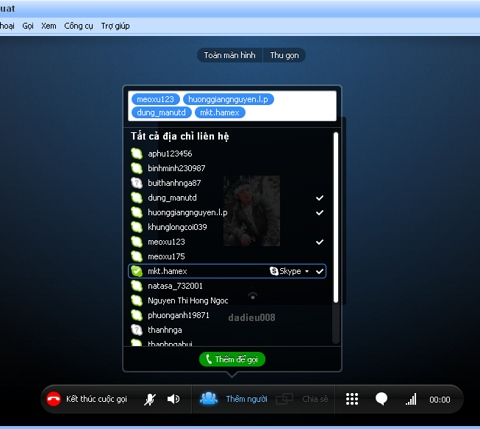 uat
hoại Gọi Xem Công cụ Trợ giúp
Toàn màn hình Thu gọn
meoxu123 huonggiangnguyen.l.p
dung_manutd mkt.hamex
Tất cả địa chỉ liên hệ
aphu123456
binhminh230987
buithanhnga87
dung_manutd
huonggiangnguyen.l.p
khunglongcoi039
meoxu123
meoxu175
mkt.hamex Skype
natasa_732001
Nguyen Thi Hong Ngoc
phuonganh19871
thanhnga
thanhngabui
dadieu008
Thêm để gọi
Kết thúc cuộc gọi Thêm người Chia sẻ 00:00